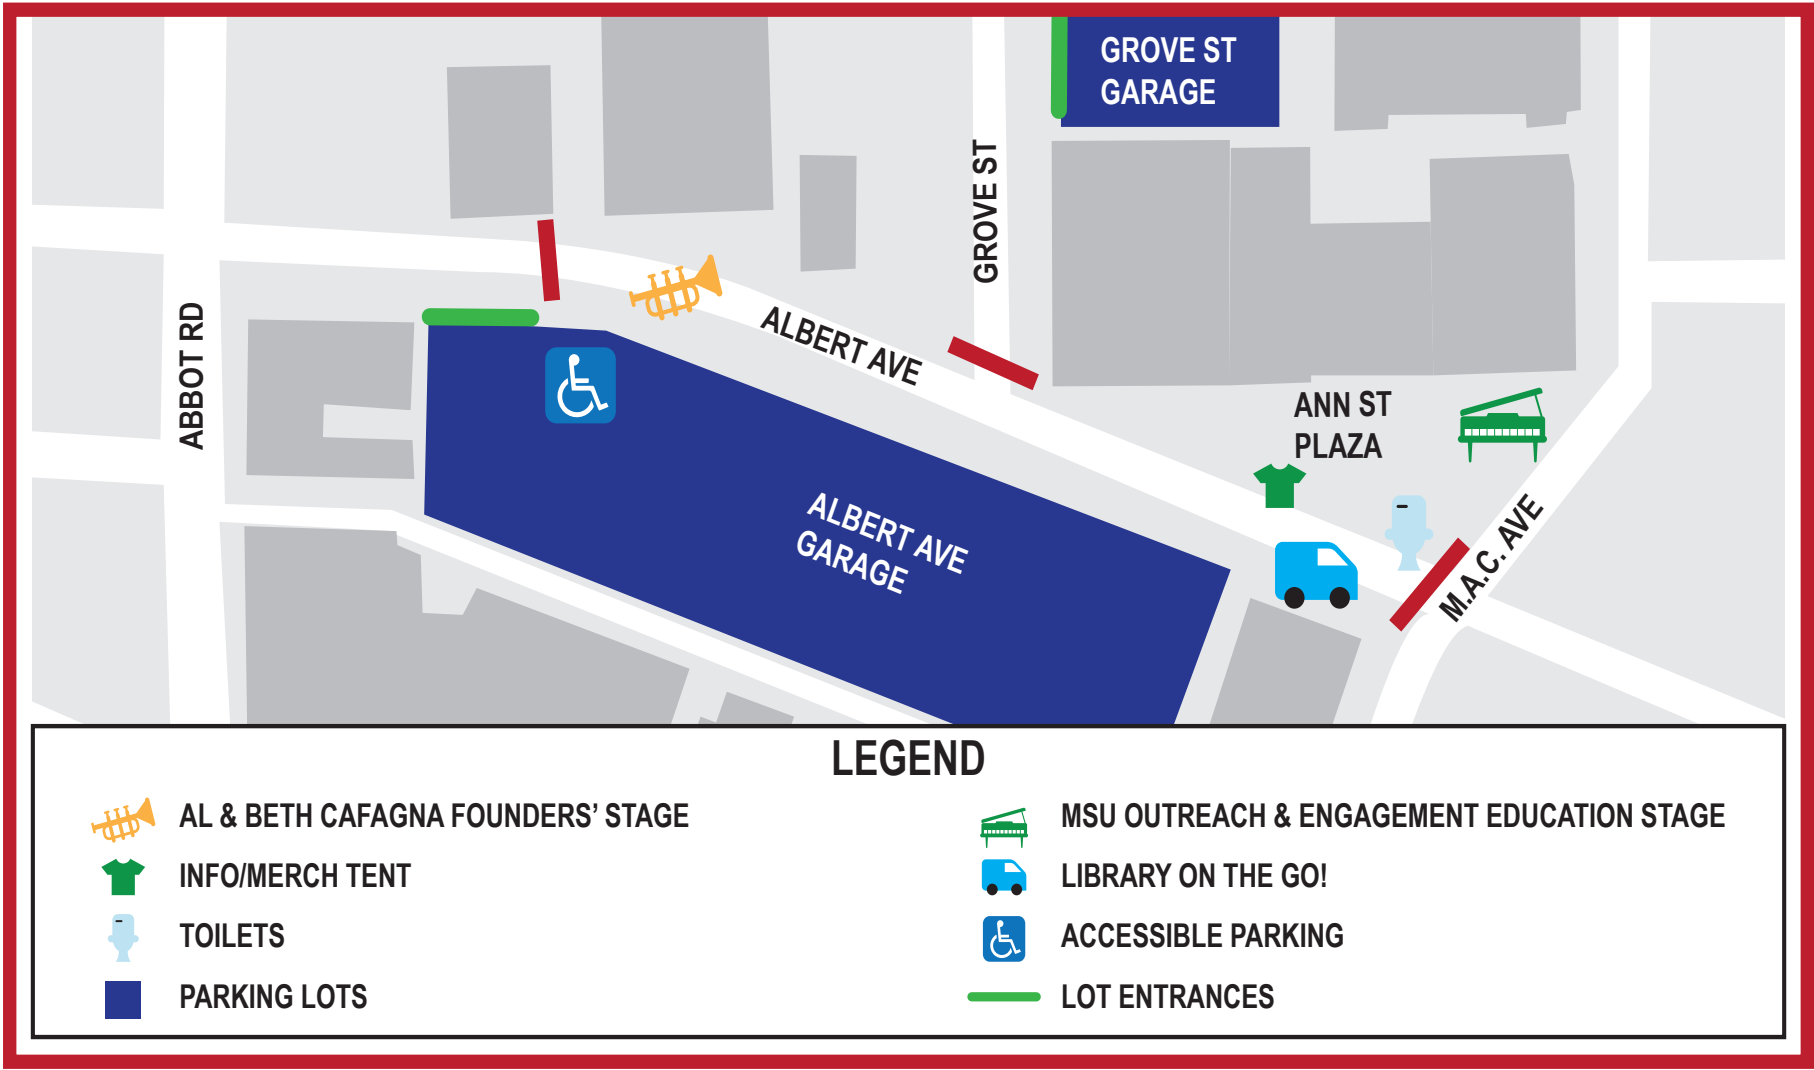 GROVE ST
GARAGE
GROVE ST
ABBOT RD
ALBERT AVE
ANN ST
PLAZA
ALBERT AVE
GARAGE
M.A.C. AVE
LEGEND
AL & BETH CAFAGNA FOUNDERS’ STAGE
INFO/MERCH TENT
TOILETS
PARKING LOTS
MSU OUTREACH & ENGAGEMENT EDUCATION STAGE
LIBRARY ON THE GO!
ACCESSIBLE PARKING
LOT ENTRANCES